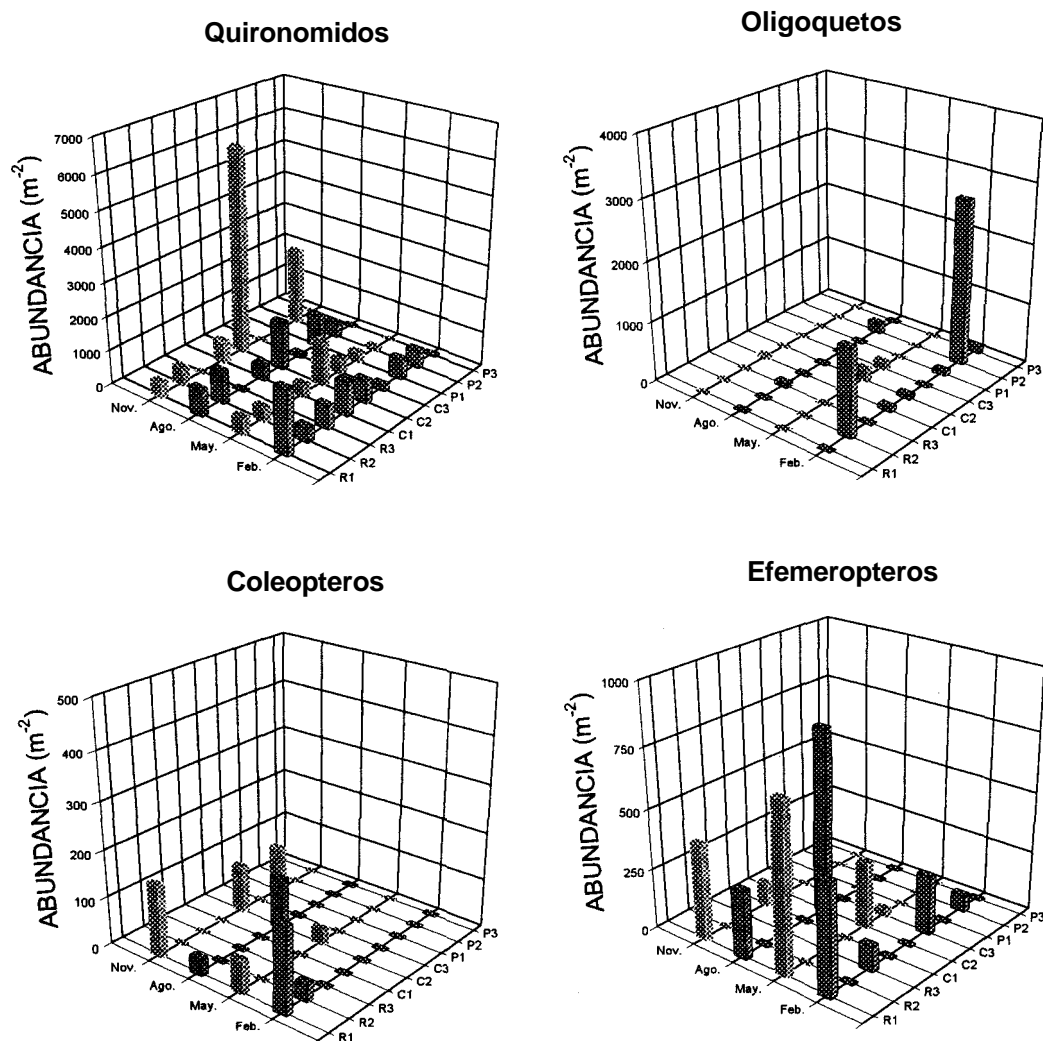 Quironomidos
ABUNDANCIA (m-2)
7000
6000
5000
4000
3000
2000
1000
0
Nov.
Ago.
May.
Feb.
R1
R2
R3
C1
C2
C3
P1
P2
P3
Oligoquetos
ABUNDANCIA (m-2)
4000
3000
2000
1000
0
Nov.
Ago.
May.
Feb.
R1
R2
R3
C1
C2
C3
P1
P2
P3
Coleopteros
ABUNDANCIA (m-2)
500
400
300
200
100
0
Nov.
Ago.
May.
Feb.
R1
R2
R3
C1
C2
C3
P1
P2
P3
Efemeropteros
ABUNDANCIA (m-2)
1000
750
500
250
0
Nov.
Ago.
May.
Feb.
R1
R2
R3
C1
C2
C3
P1
P2
P3